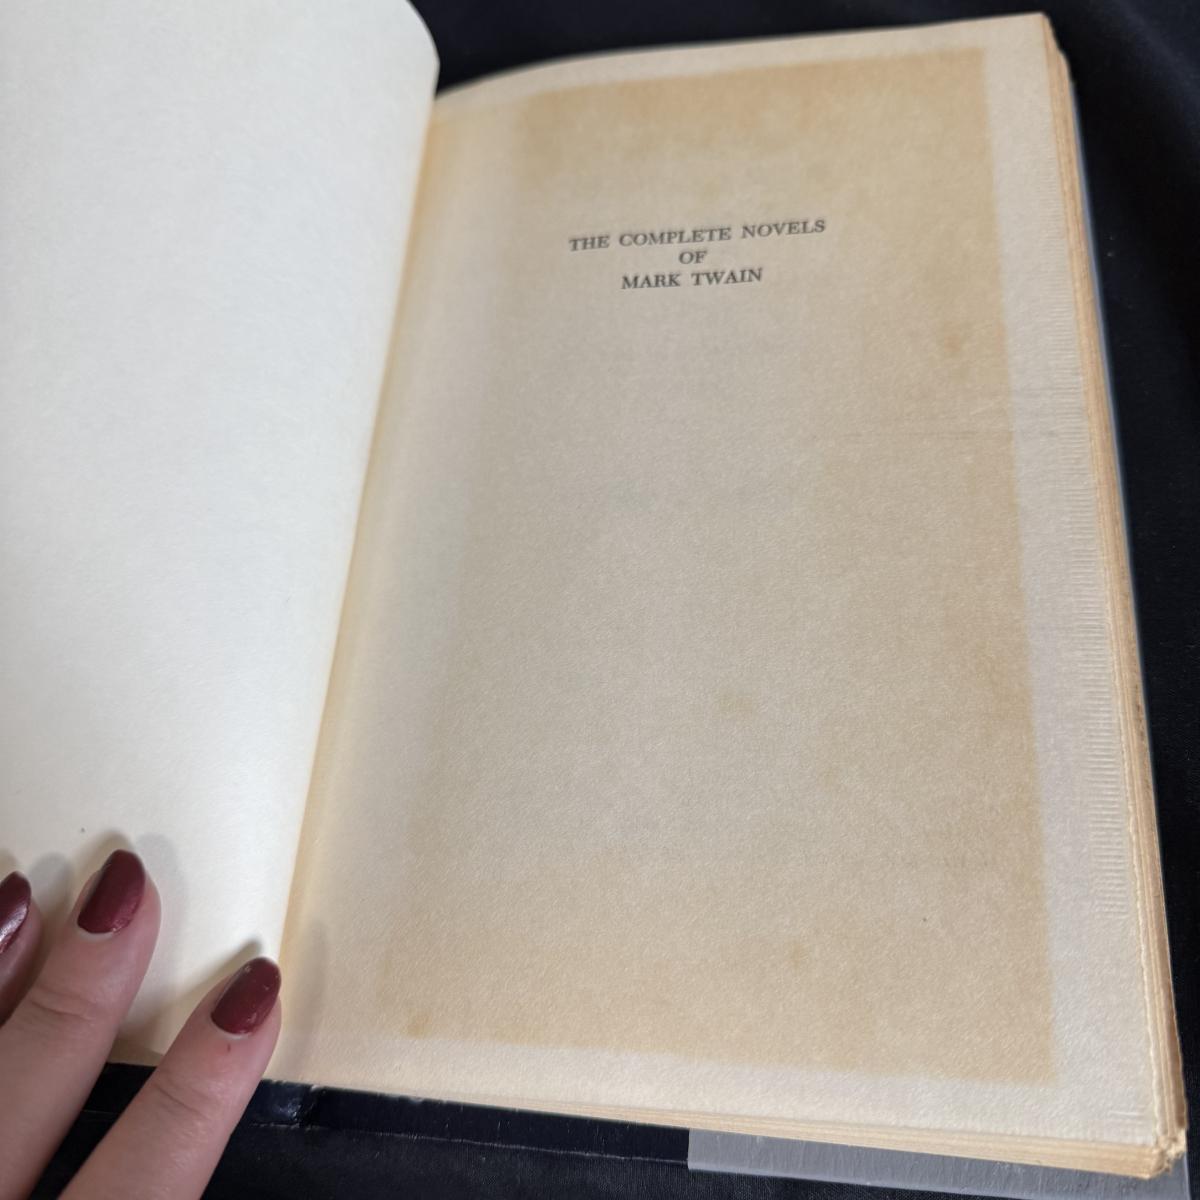 THE COMPLETE NOVELS
OF
MARK TWAIN